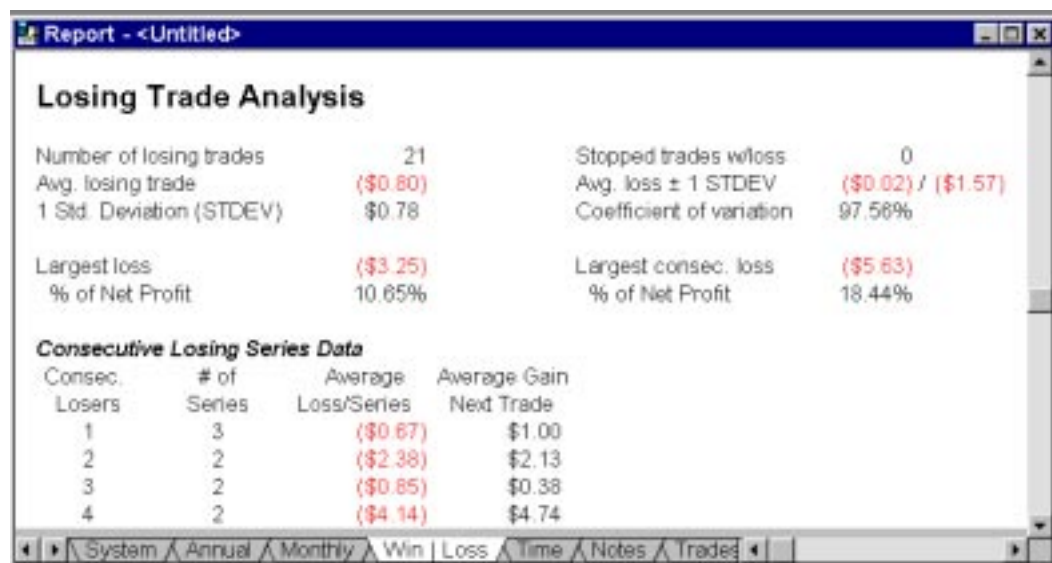 Report - <Untitled>
Losing Trade Analysis
Number of losing trades 21 Stopped trades w/loss 0
Avg. losing trade ($0.80) Avg. loss ± 1 STDEV ($0.02) / ($1.57)
1 Std. Deviation (STDEV) $0.78 Coefficient of variation 97.56%
Largest loss ($3.25) Largest consec. loss ($5.63)
% of Net Profit 10.65% % of Net Profit 18.44%
Consecutive Losing Series Data
Consec. # of Average Average Gain
Losers Series Loss/Series Next Trade
1 3 ($0.67) $1.00
2 2 ($2.38) $2.13
3 2 ($0.85) $0.38
4 2 ($4.14) $4.74
System Annual Monthly Win | Loss Time Notes Trades